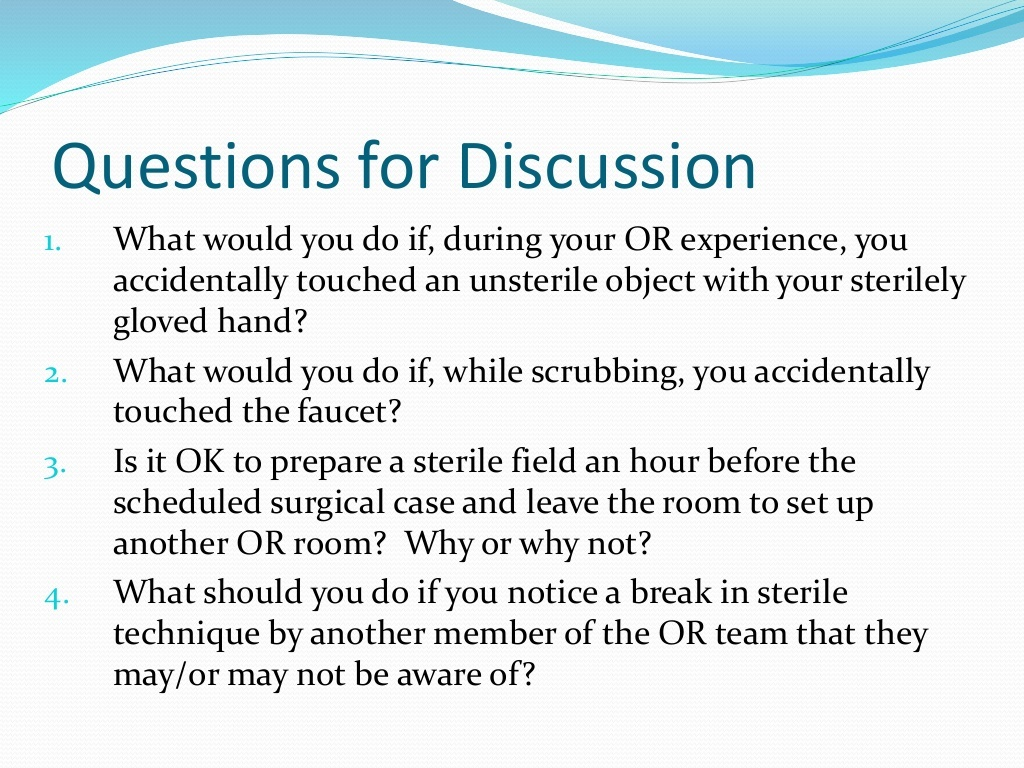 Questions for Discussion
1. What would you do if, during your OR experience, you
accidentally touched an unsterile object with your sterilely
gloved hand?
2. What would you do if, while scrubbing, you accidentally
touched the faucet?
3. Is it OK to prepare a sterile field an hour before the
scheduled surgical case and leave the room to set up
another OR room?  Why or why not?
4. What should you do if you notice a break in sterile
technique by another member of the OR team that they
may/or may not be aware of?